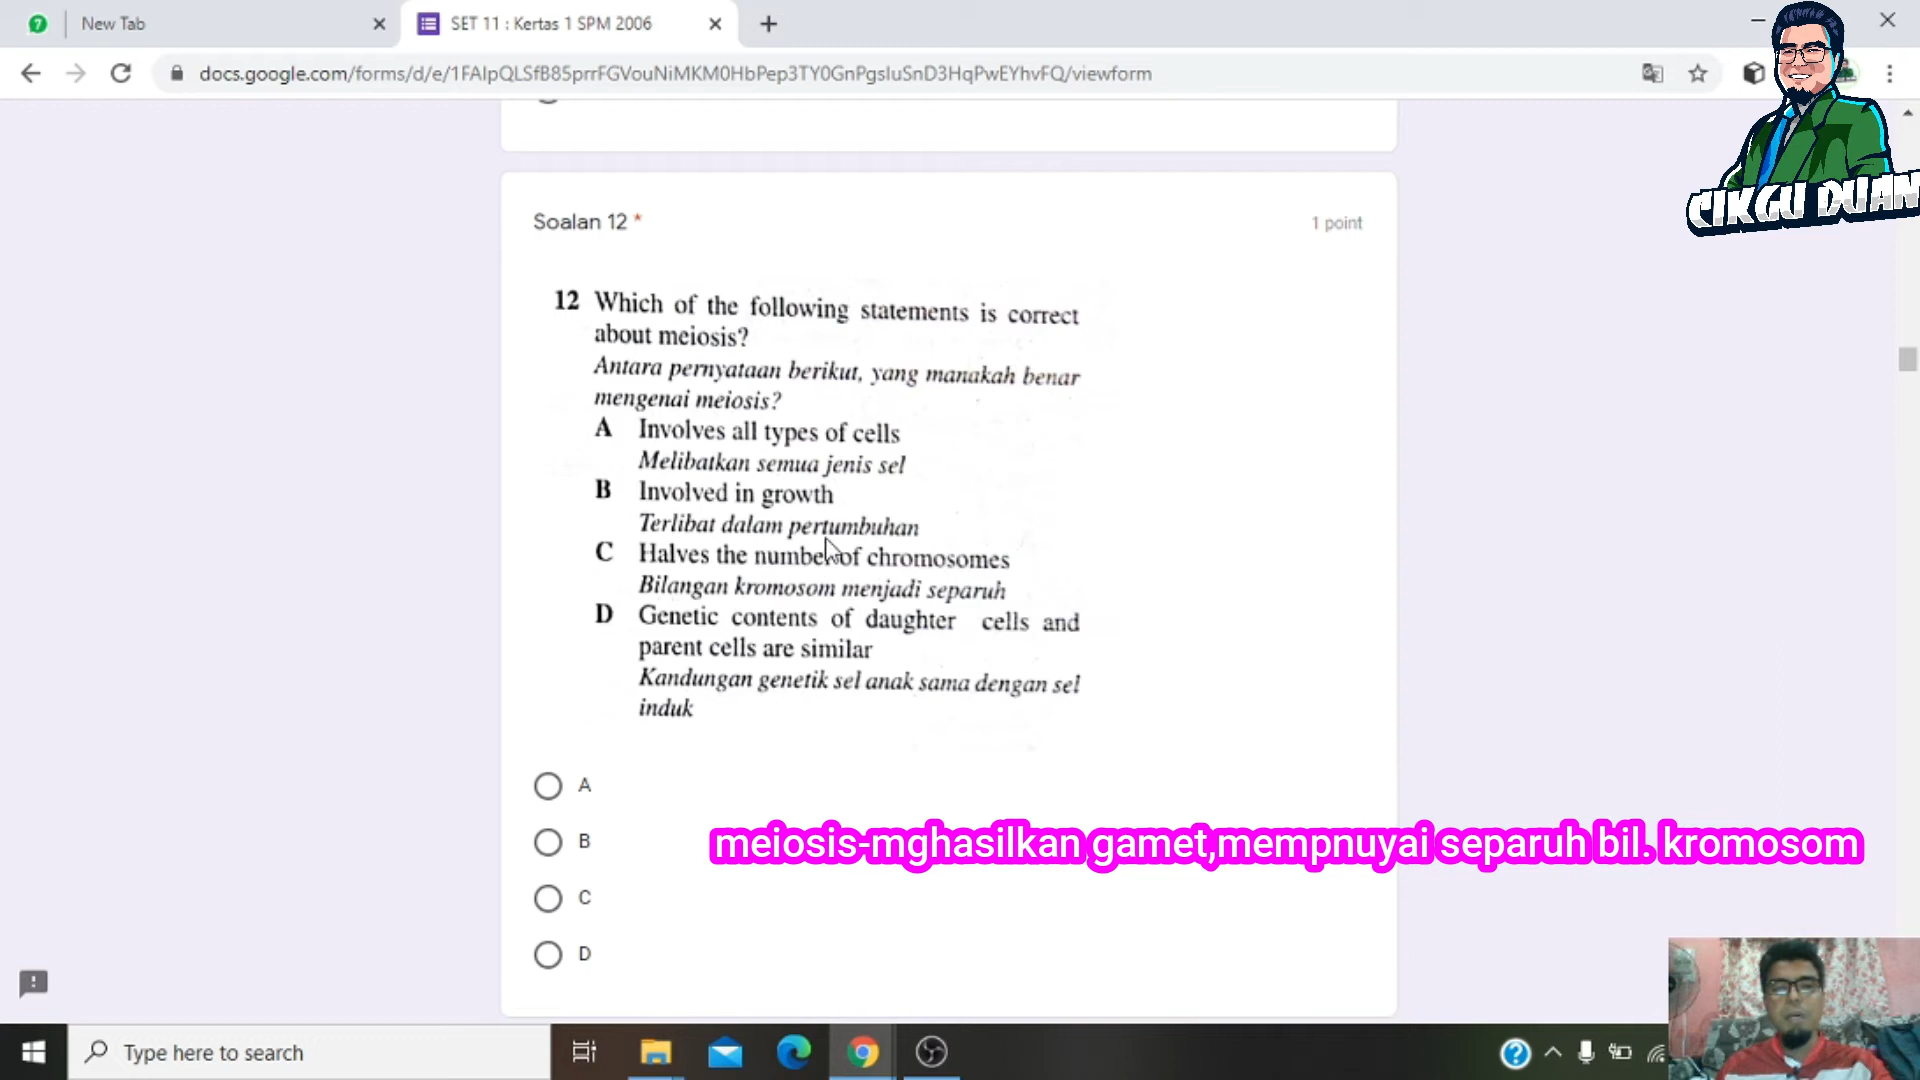 New Tab
SET 11 : Kertas 1 SPM 2006
docs.google.com/forms/d/e/1FAIpQLSfB85prrFGVouNiMKM0HbPep3TY0GnPgsIuSnD3HqPwEYhvFQ/viewform
CIKGU DUAN
Soalan 12 *
1 point
12 Which of the following statements is correct
about meiosis?
Antara pernyataan berikut, yang manakah benar
mengenai meiosis?
A Involves all types of cells
Melibatkan semua jenis sel
B Involved in growth
Terlibat dalam pertumbuhan
C Halves the number of chromosomes
Bilangan kromosom menjadi separuh
D Genetic contents of daughter cells and
parent cells are similar
Kandungan genetik sel anak sama dengan sel
induk
A
B
C
D
meiosis-mghasilkan gamet,mempnuyai separuh bil. kromosom
Type here to search